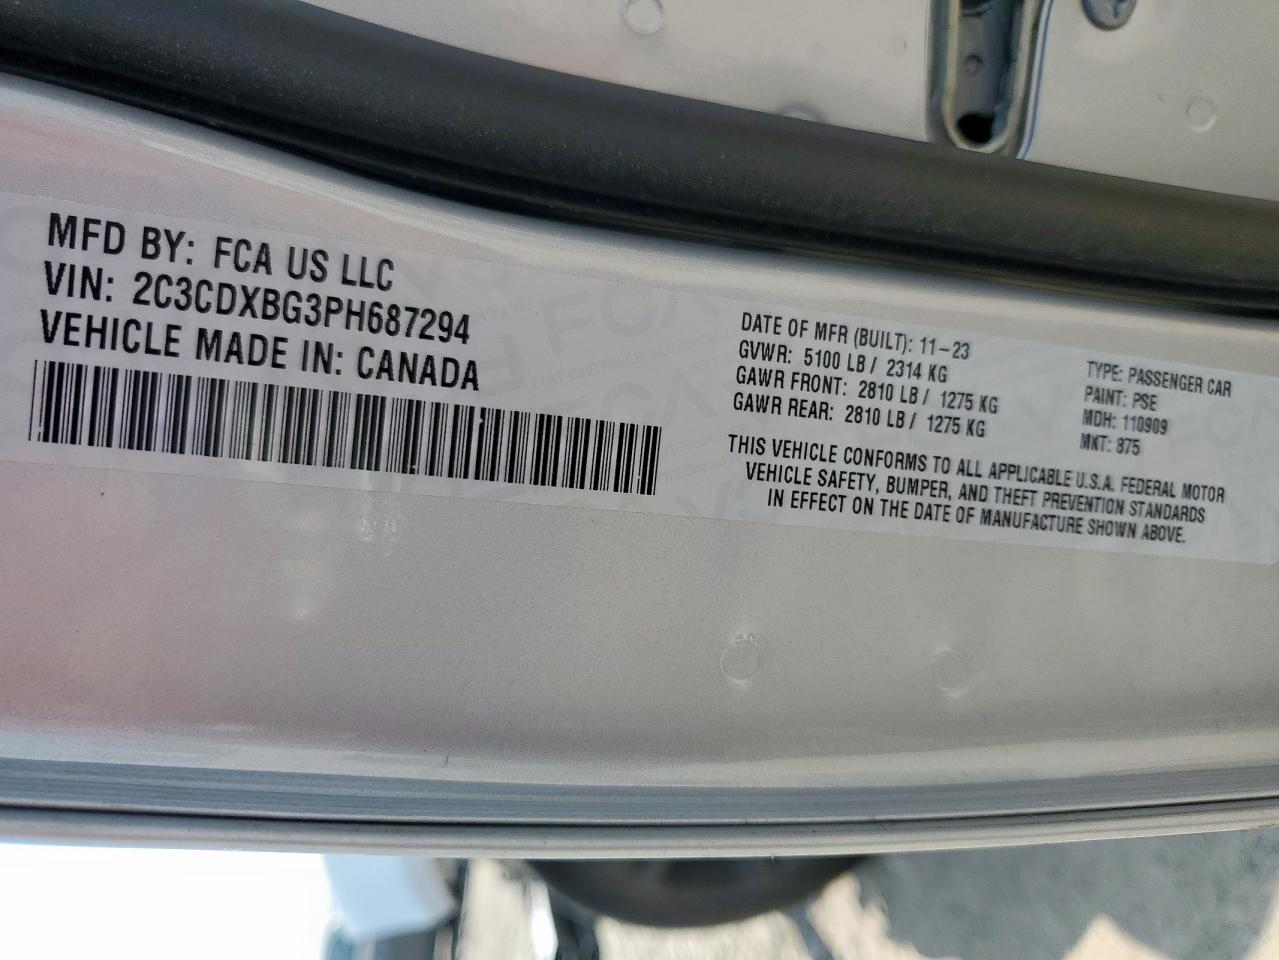 MFD BY: FCA US LLC
VIN: 2C3CDXBG3PH687294
VEHICLE MADE IN: CANADA
DATE OF MFR (BUILT): 11-23
GVWR: 5100 LB / 2314 KG
GAWR FRONT: 2810 LB / 1275 KG
GAWR REAR: 2810 LB / 1275 KG
TYPE: PASSENGER CAR
PAINT: PSE
MDH: 110909
MKT: 875
THIS VEHICLE CONFORMS TO ALL APPLICABLE U.S.A. FEDERAL MOTOR
VEHICLE SAFETY, BUMPER, AND THEFT PREVENTION STANDARDS
IN EFFECT ON THE DATE OF MANUFACTURE SHOWN ABOVE.